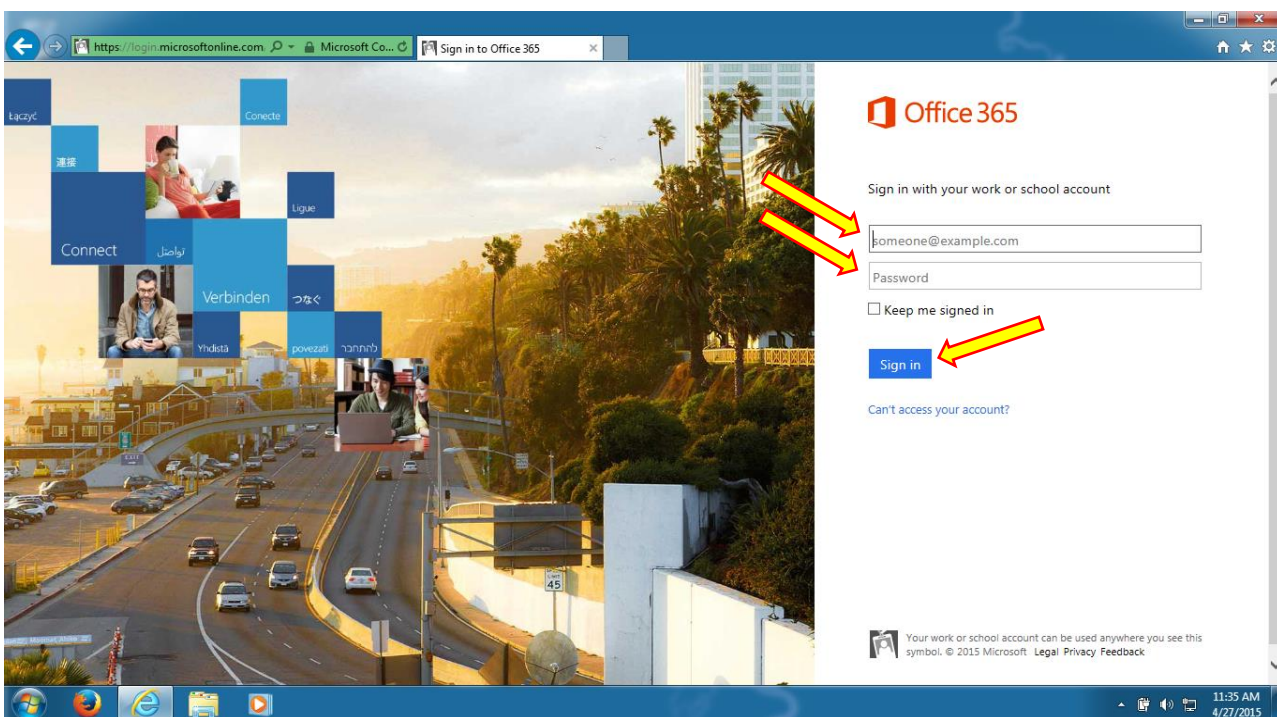 https://login.microsoftonline.com
Microsoft Co...
Sign in to Office 365
Łączyć
Conecte
連接
Ligue
Connect
تواصل
Verbinden
つなぐ
Yhdistä
povezati
להתחבר
EXIT
LIMIT
45
Office 365
Sign in with your work or school account
someone@example.com
Password
Keep me signed in
Sign in
Can't access your account?
Your work or school account can be used anywhere you see this
symbol. © 2015 Microsoft Legal Privacy Feedback
11:35 AM
4/27/2015